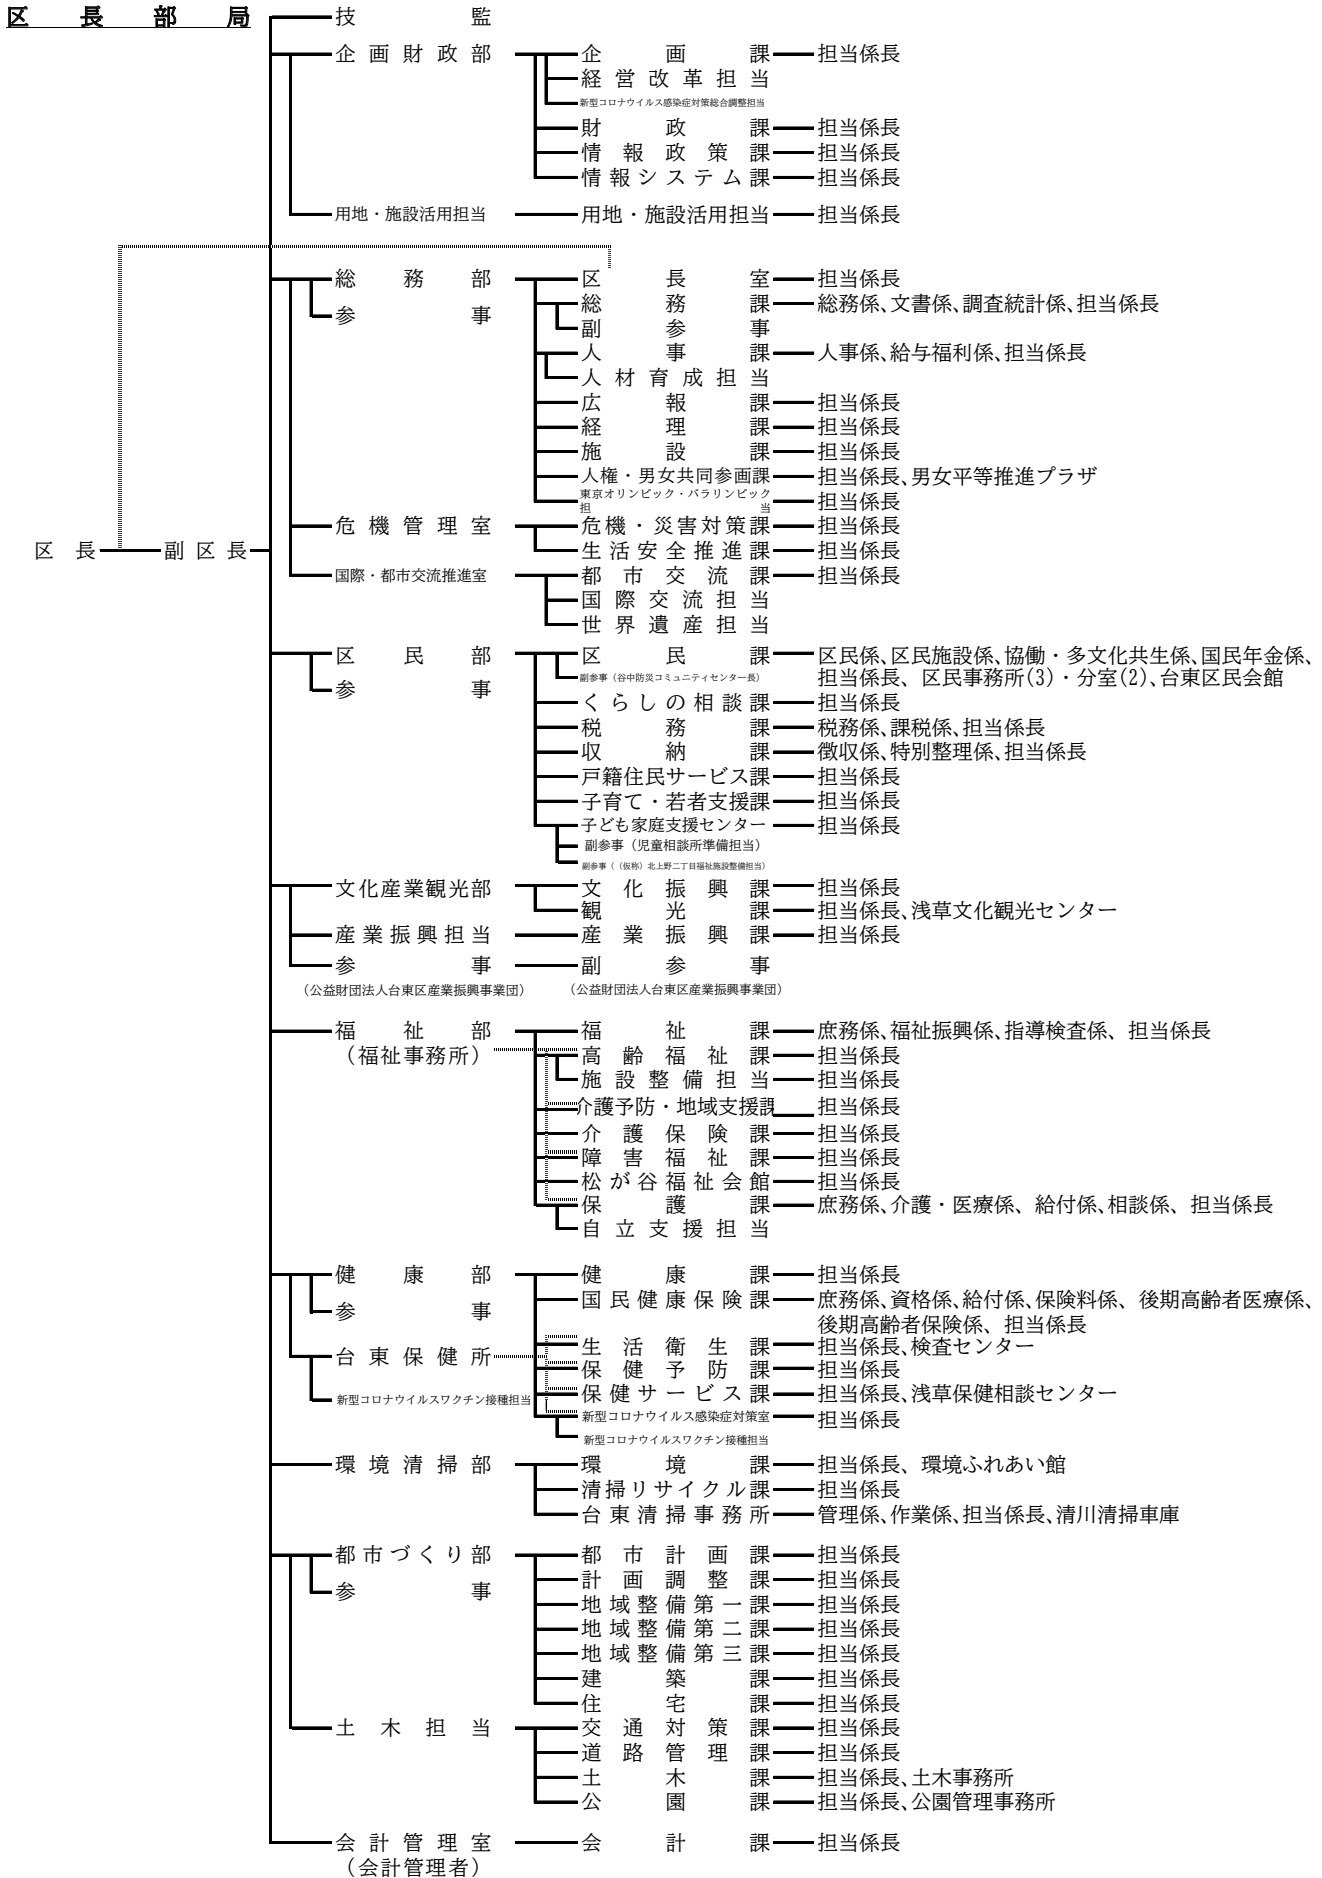 区長部局
技監
企画財政部 企画課 担当係長
経営改革担当
新型コロナウイルス感染症対策総合調整担当
財政課 担当係長
情報政策課 担当係長
情報システム課 担当係長
用地・施設活用担当 用地・施設活用担当 担当係長
総務部 区長室 担当係長
総務課 総務係、文書係、調査統計係、担当係長
参事
副参事
人事課 人事係、給与福利係、担当係長
人材育成担当
広報課 担当係長
経理課 担当係長
施設課 担当係長
人権・男女共同参画課 担当係長、男女平等推進プラザ
東京オリンピック・パラリンピック
担当 担当係長
危機管理室 危機・災害対策課 担当係長
区長 副区長 生活安全推進課 担当係長
国際・都市交流推進室 都市交流課 担当係長
国際交流担当
世界遺産担当
区民部 区民課 区民係、区民施設係、協働・多文化共生係、国民年金係、
副参事（谷中防災コミュニティセンター長） 担当係長、区民事務所(3)・分室(2)、台東区民会館
参事
くらしの相談課 担当係長
税務課 税務係、課税係、担当係長
収納課 徴収係、特別整理係、担当係長
戸籍住民サービス課 担当係長
子育て・若者支援課 担当係長
子ども家庭支援センター 担当係長
副参事（児童相談所準備担当）
副参事（（仮称）北上野二丁目福祉施設整備担当）
文化産業観光部 文化振興課 担当係長
観光課 担当係長、浅草文化観光センター
産業振興担当 産業振興課 担当係長
参事 副参事
（公益財団法人台東区産業振興事業団） （公益財団法人台東区産業振興事業団）
福祉部 福祉課 庶務係、福祉振興係、指導検査係、担当係長
（福祉事務所） 高齢福祉課 担当係長
施設整備担当 担当係長
介護予防・地域支援課 担当係長
介護保険課 担当係長
障害福祉課 担当係長
松が谷福祉会館 担当係長
保護課 庶務係、介護・医療係、給付係、相談係、担当係長
自立支援担当
健康部 健康課 担当係長
国民健康保険課 庶務係、資格係、給付係、保険料係、後期高齢者医療係、
参事
後期高齢者保険係、担当係長
生活衛生課 担当係長、検査センター
台東保健所
保健予防課 担当係長
保健サービス課 担当係長、浅草保健相談センター
新型コロナウイルスワクチン接種担当
新型コロナウイルス感染症対策室 担当係長
新型コロナウイルスワクチン接種担当
環境清掃部 環境課 担当係長、環境ふれあい館
清掃リサイクル課 担当係長
台東清掃事務所 管理係、作業係、担当係長、清川清掃車庫
都市づくり部 都市計画課 担当係長
計画調整課 担当係長
参事
地域整備第一課 担当係長
地域整備第二課 担当係長
地域整備第三課 担当係長
建築課 担当係長
住宅課 担当係長
土木担当 交通対策課 担当係長
道路管理課 担当係長
土木課 担当係長、土木事務所
公園課 担当係長、公園管理事務所
会計管理室 会計課 担当係長
（会計管理者）